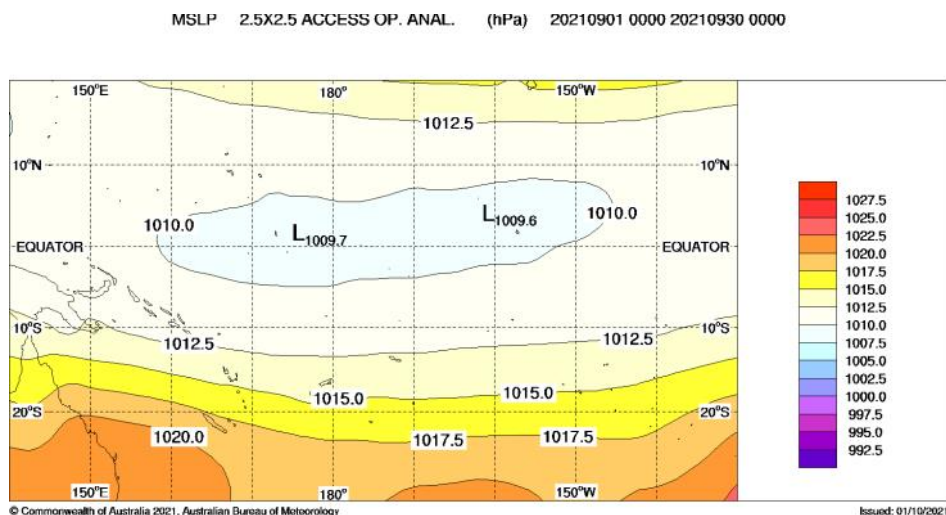 MSLP 2.5X2.5 ACCESS OP. ANAL. (hPa) 20210901 0000 20210930 0000
150°E 180° 150°W
1012.5
10°N 10°N
1010.0 L1009.7 L1009.6 1010.0
EQUATOR EQUATOR
10°S 10°S
1012.5 1012.5
1015.0 1015.0
20°S 20°S
1020.0 1017.5 1017.5
150°E 180° 150°W
1027.5
1025.0
1022.5
1020.0
1017.5
1015.0
1012.5
1010.0
1007.5
1005.0
1002.5
1000.0
997.5
995.0
992.5
© Commonwealth of Australia 2021, Australian Bureau of Meteorology Issued: 01/10/2021